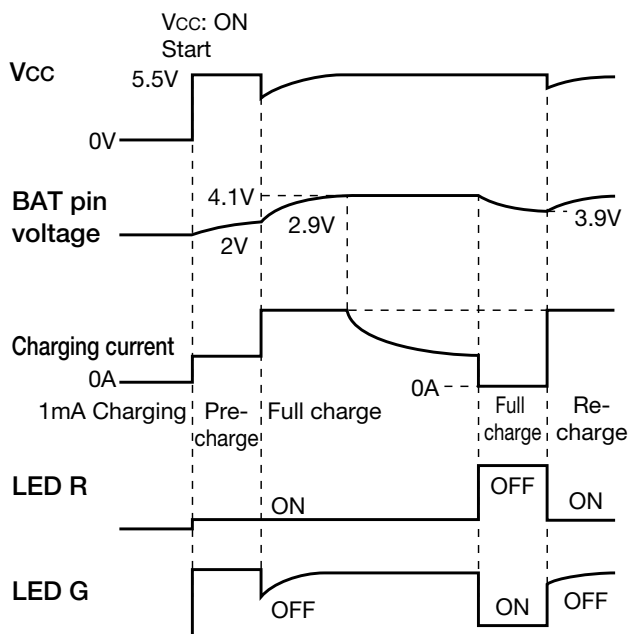 Vcc: ON
Start
Vcc
5.5V
0V
BAT pin
voltage
4.1V
2.9V
2V
3.9V
Charging current
0A
0A
1mA Charging
Pre-
charge
Full charge
Full
charge
Re-
charge
LED R
ON
OFF
ON
LED G
OFF
ON
OFF